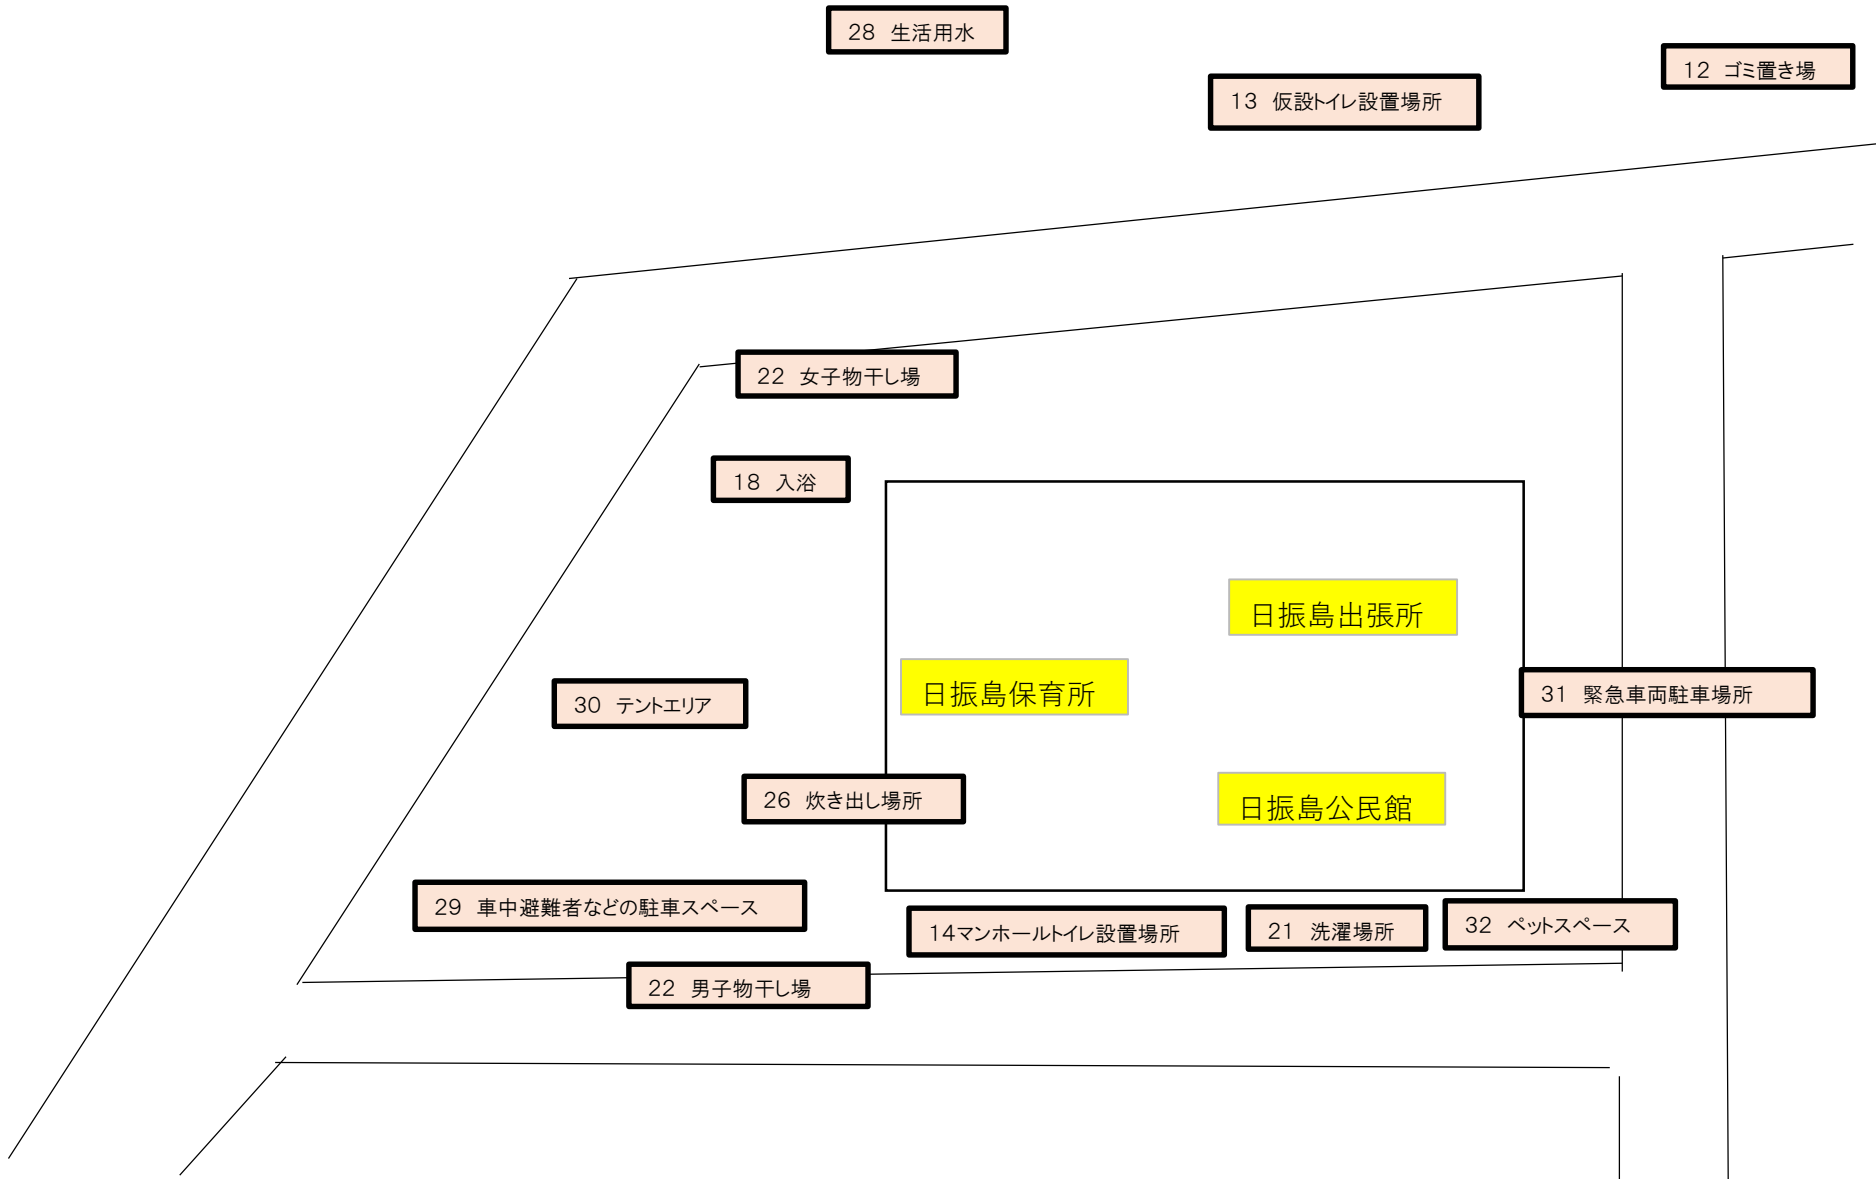 28 生活用水
12 ゴミ置き場
13 仮設トイレ設置場所
22 女子物干し場
18 入浴
日振島出張所
日振島保育所
31 緊急車両駐車場所
30 テントエリア
26 炊き出し場所
日振島公民館
29 車中避難者などの駐車スペース
14マンホールトイレ設置場所
21 洗濯場所
32 ペットスペース
22 男子物干し場